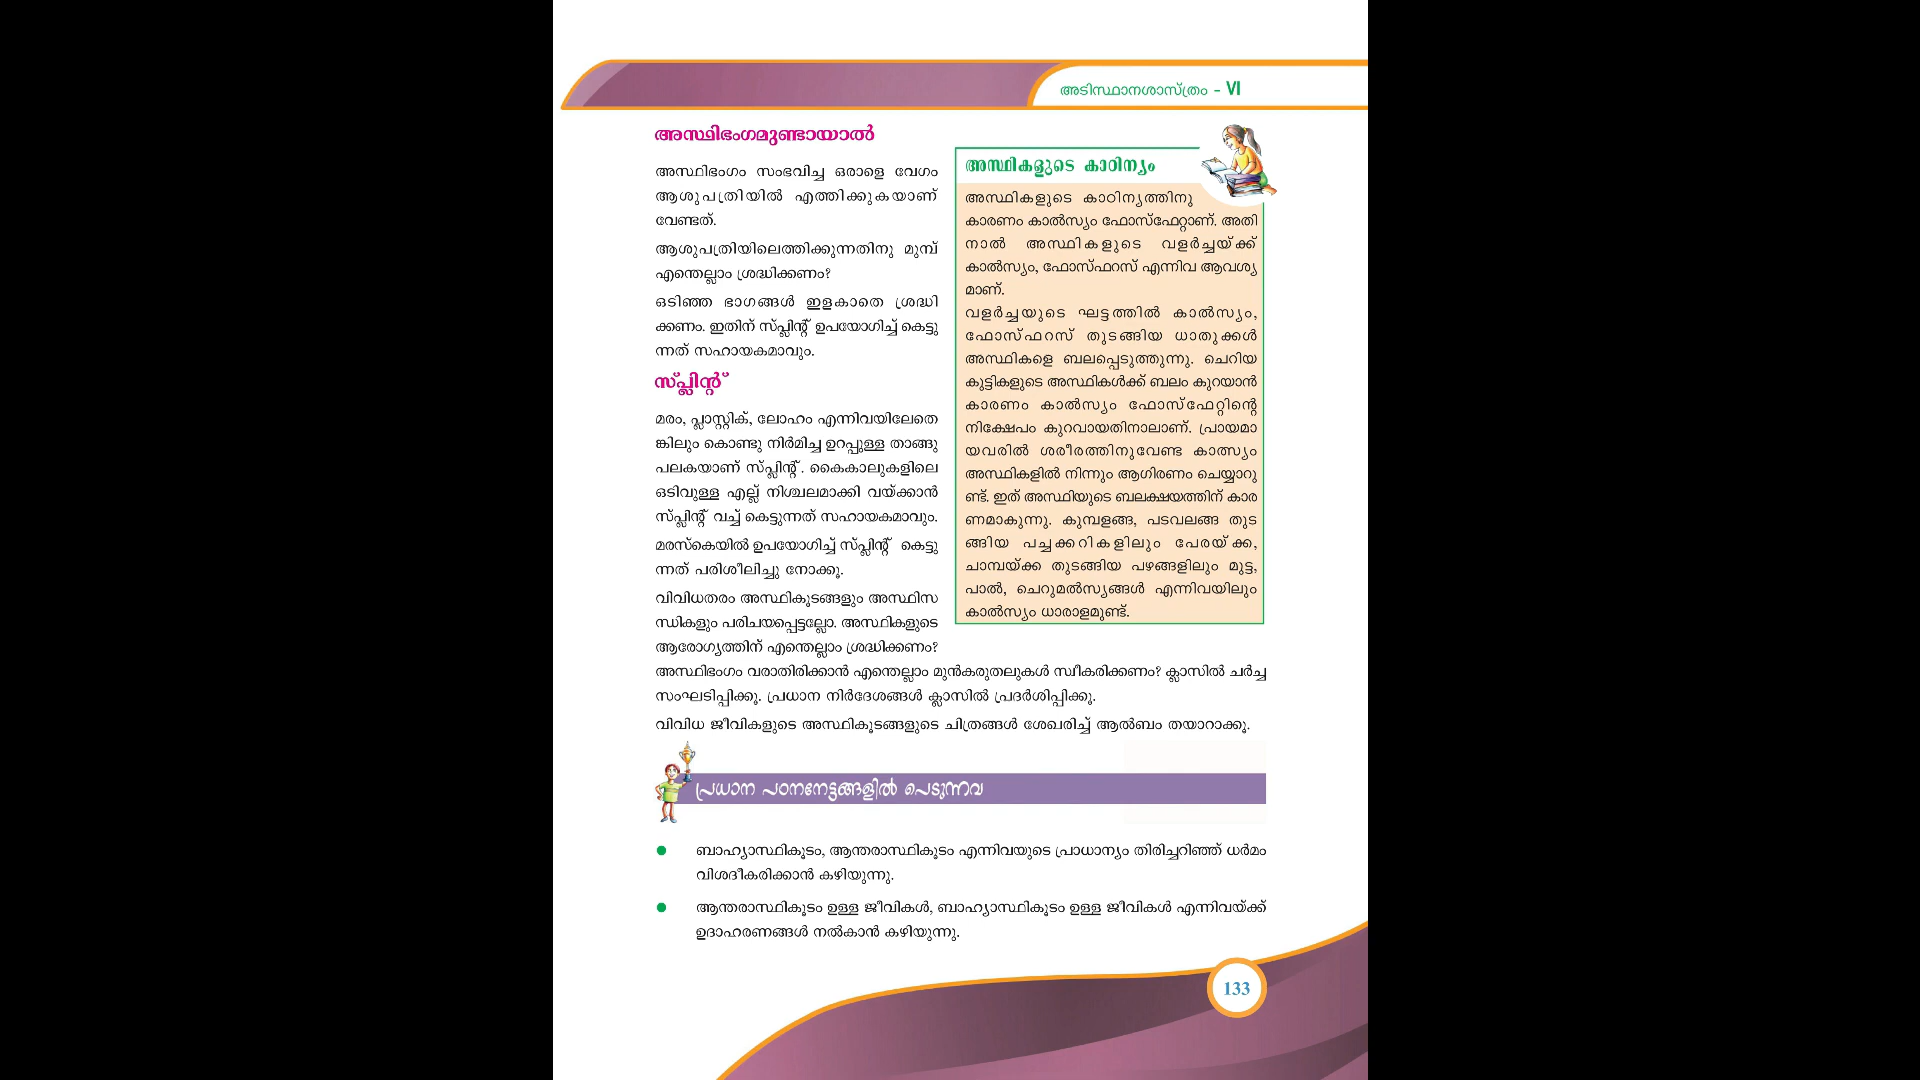 അടിസ്ഥാനശാസ്ത്രം - VI
അസ്ഥിഭംഗമുണ്ടായാൽ
അസ്ഥിഭംഗം സംഭവിച്ച ഒരാളെ വേഗം
ആശുപത്രിയിൽ എത്തിക്കുകയാണ്
വേണ്ടത്.
ആശുപത്രിയിലെത്തിക്കുന്നതിനു മുമ്പ്
എന്തെല്ലാം ശ്രദ്ധിക്കണം?
ഒടിഞ്ഞ ഭാഗങ്ങൾ ഇളകാതെ ശ്രദ്ധി
ക്കണം. ഇതിന് സ്പ്ലിന്റ് ഉപയോഗിച്ച് കെട്ടു
ന്നത് സഹായകമാവും.
സ്പ്ലിന്റ്
മരം, പ്ലാസ്റ്റിക്, ലോഹം എന്നിവയിലേതെ
ങ്കിലും കൊണ്ടു നിർമിച്ച ഉറപ്പുള്ള താങ്ങു
പലകയാണ് സ്പ്ലിന്റ്. കൈകാലുകളിലെ
ഒടിവുള്ള എല്ല് നിശ്ചലമാക്കി വയ്ക്കാൻ
സ്പ്ലിന്റ് വച്ച് കെട്ടുന്നത് സഹായകമാവും.
മരസ്കെയിൽ ഉപയോഗിച്ച് സ്പ്ലിന്റ് കെട്ടു
ന്നത് പരിശീലിച്ചു നോക്കൂ.
വിവിധതരം അസ്ഥികൂടങ്ങളും അസ്ഥിസ
ന്ധികളും പരിചയപ്പെട്ടല്ലോ. അസ്ഥികളുടെ
ആരോഗ്യത്തിന് എന്തെല്ലാം ശ്രദ്ധിക്കണം?
അസ്ഥിഭംഗം വരാതിരിക്കാൻ എന്തെല്ലാം മുൻകരുതലുകൾ സ്വീകരിക്കണം? ക്ലാസിൽ ചർച്ച
സംഘടിപ്പിക്കൂ. പ്രധാന നിർദേശങ്ങൾ ക്ലാസിൽ പ്രദർശിപ്പിക്കൂ.
വിവിധ ജീവികളുടെ അസ്ഥികൂടങ്ങളുടെ ചിത്രങ്ങൾ ശേഖരിച്ച് ആൽബം തയാറാക്കൂ.
അസ്ഥികളുടെ കാഠിന്യം
അസ്ഥികളുടെ കാഠിന്യത്തിനു
കാരണം കാൽസ്യം ഫോസ്ഫേറ്റാണ്. അതി
നാൽ അസ്ഥികളുടെ വളർച്ചയ്ക്ക്
കാൽസ്യം, ഫോസ്ഫറസ് എന്നിവ ആവശ്യ
മാണ്.
വളർച്ചയുടെ ഘട്ടത്തിൽ കാൽസ്യം,
ഫോസ്ഫറസ് തുടങ്ങിയ ധാതുക്കൾ
അസ്ഥികളെ ബലപ്പെടുത്തുന്നു. ചെറിയ
കുട്ടികളുടെ അസ്ഥികൾക്ക് ബലം കുറയാൻ
കാരണം കാൽസ്യം ഫോസ്ഫേറ്റിന്റെ
നിക്ഷേപം കുറവായതിനാലാണ്. പ്രായമാ
യവരിൽ ശരീരത്തിനുവേണ്ട കാത്സ്യം
അസ്ഥികളിൽ നിന്നും ആഗിരണം ചെയ്യാറു
ണ്ട്. ഇത് അസ്ഥിയുടെ ബലക്ഷയത്തിന് കാര
ണമാകുന്നു. കുമ്പളങ്ങ, പടവലങ്ങ തുട
ങ്ങിയ പച്ചക്കറികളിലും പേരയ്ക്ക,
ചാമ്പയ്ക്ക തുടങ്ങിയ പഴങ്ങളിലും മുട്ട,
പാൽ, ചെറുമൽസ്യങ്ങൾ എന്നിവയിലും
കാൽസ്യം ധാരാളമുണ്ട്.
പ്രധാന പഠനനേട്ടങ്ങളിൽ പെടുന്നവ
ബാഹ്യാസ്ഥികൂടം, ആന്തരാസ്ഥികൂടം എന്നിവയുടെ പ്രാധാന്യം തിരിച്ചറിഞ്ഞ് ധർമം
വിശദീകരിക്കാൻ കഴിയുന്നു.
ആന്തരാസ്ഥികൂടം ഉള്ള ജീവികൾ, ബാഹ്യാസ്ഥികൂടം ഉള്ള ജീവികൾ എന്നിവയ്ക്ക്
ഉദാഹരണങ്ങൾ നൽകാൻ കഴിയുന്നു.
133